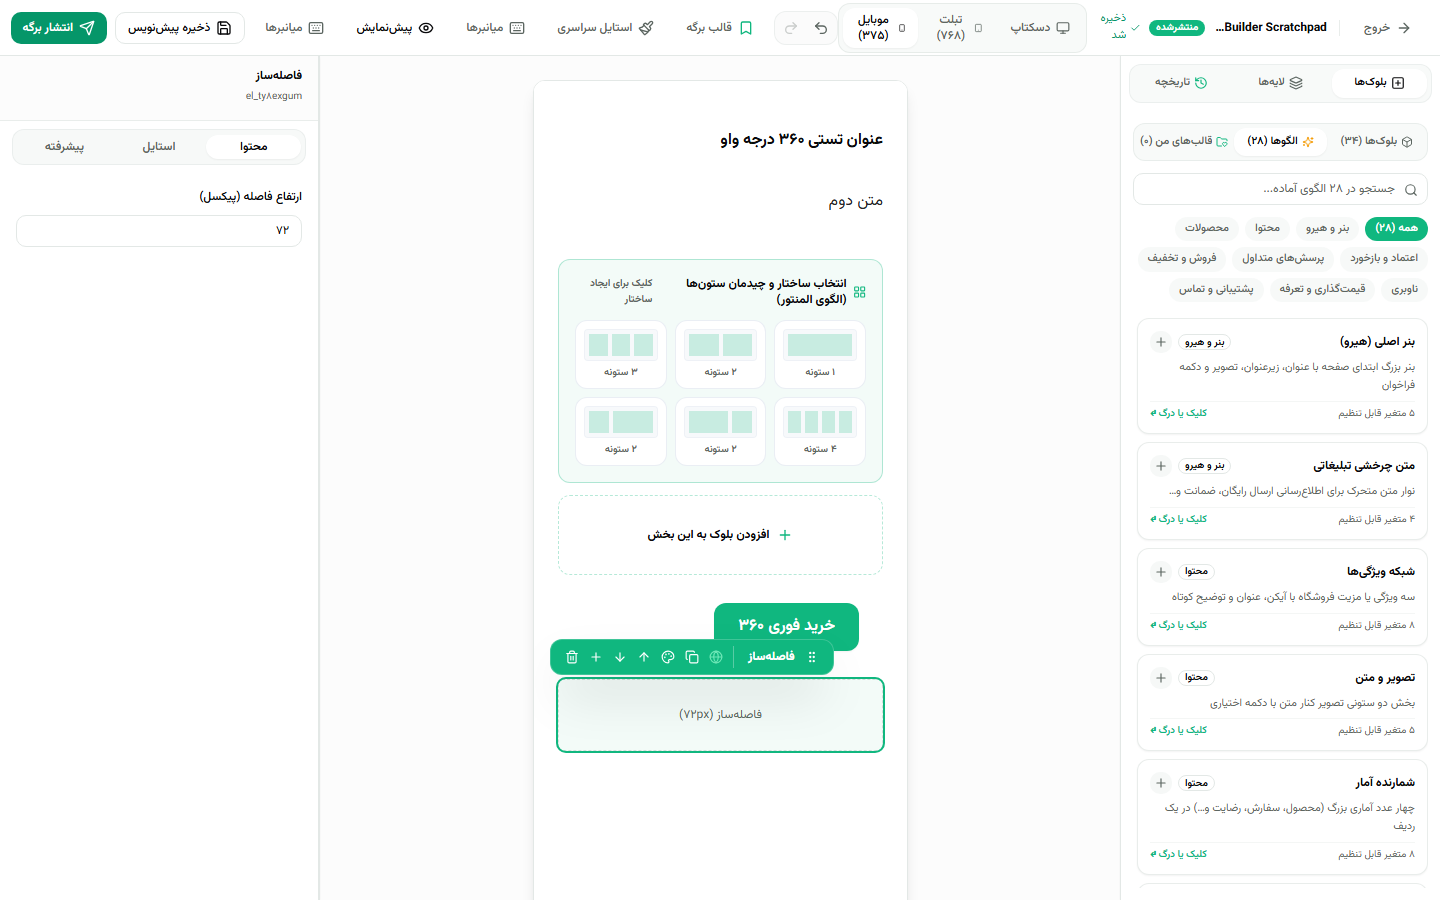 خروج
Builder Scratchpad...
منتشرشده
ذخیره شد
دسکتاپ
تبلت (۷۶۸)
موبایل (۳۷۵)
قالب برگه
استایل سراسری
میانبرها
پیش‌نمایش
میانبرها
ذخیره پیش‌نویس
انتشار برگه
بلوک‌ها
لایه‌ها
تاریخچه
بلوک‌ها (۳۴)
الگوها (۲۸)
قالب‌های من (۰)
جستجو در ۲۸ الگوی آماده...
همه (۲۸)
بنر و هیرو
محتوا
محصولات
اعتماد و بازخورد
پرسش‌های متداول
فروش و تخفیف
ناوبری
قیمت‌گذاری و تعرفه
پشتیبانی و تماس
بنر اصلی (هیرو)
بنر و هیرو
بنر بزرگ ابتدای صفحه با عنوان، زیرعنوان، تصویر و دکمه
فراخوان
۵ متغیر قابل تنظیم
کلیک یا درگ
متن چرخشی تبلیغاتی
بنر و هیرو
نوار متن متحرک برای اطلاع‌رسانی ارسال رایگان، ضمانت و...
۴ متغیر قابل تنظیم
کلیک یا درگ
شبکه ویژگی‌ها
محتوا
سه ویژگی یا مزیت فروشگاه با آیکن، عنوان و توضیح کوتاه
۸ متغیر قابل تنظیم
کلیک یا درگ
تصویر و متن
محتوا
بخش دو ستونی تصویر کنار متن با دکمه اختیاری
۵ متغیر قابل تنظیم
کلیک یا درگ
شمارنده آمار
محتوا
چهار عدد آماری بزرگ (محصول، سفارش، رضایت و...) در یک
ردیف
۸ متغیر قابل تنظیم
کلیک یا درگ
عنوان تستی ۳۶۰ درجه واو
متن دوم
انتخاب ساختار و چیدمان ستون‌ها
(الگوی المنتور)
کلیک برای ایجاد
ساختار
۱ ستونه
۲ ستونه
۳ ستونه
۴ ستونه
۲ ستونه
۲ ستونه
افزودن بلوک به این بخش
خرید فوری ۳۶۰
فاصله‌ساز
فاصله‌ساز (۷۲px)
فاصله‌ساز
el_ty۸exgum
محتوا
استایل
پیشرفته
ارتفاع فاصله (پیکسل)
۷۲